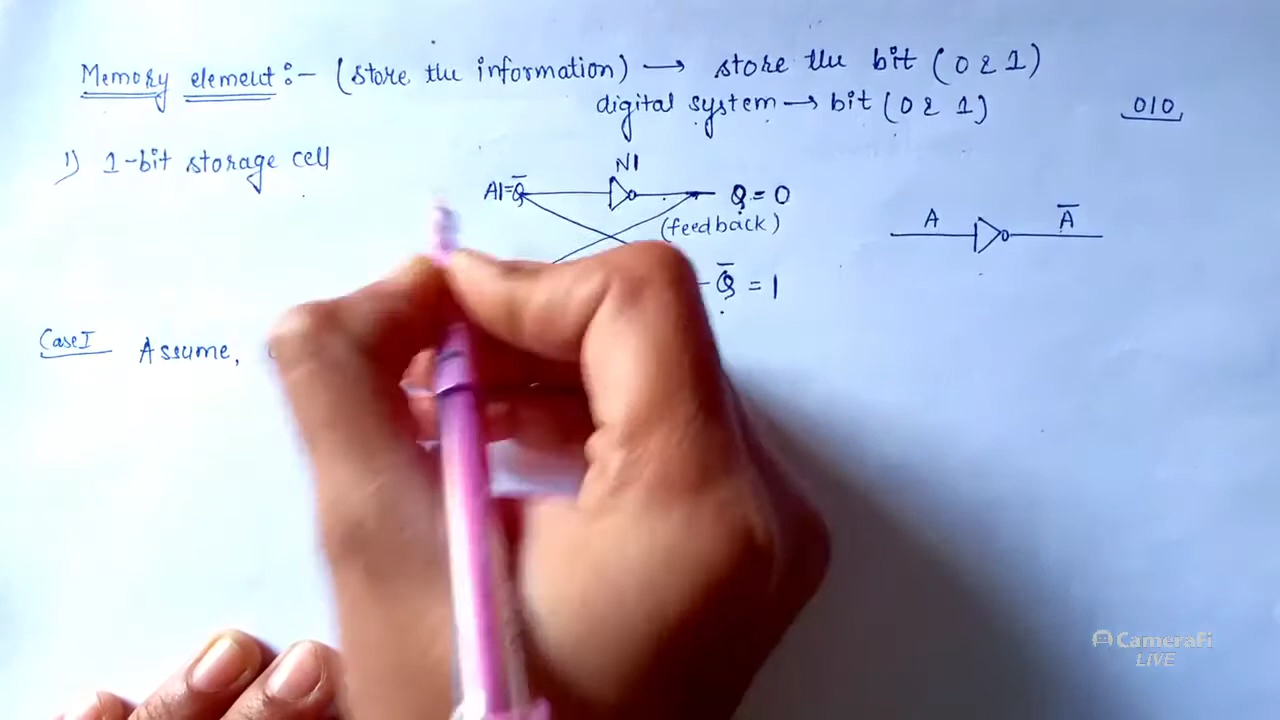 Memory element :- (store the information) → store the bit (0 & 1)
digital system → bit (0 & 1)
010
1) 1-bit storage cell
N1
A1=Q̅
Q = 0
(feedback)
A
A̅
Q̅ = 1
Case I
Assume,
CameraFi
LIVE